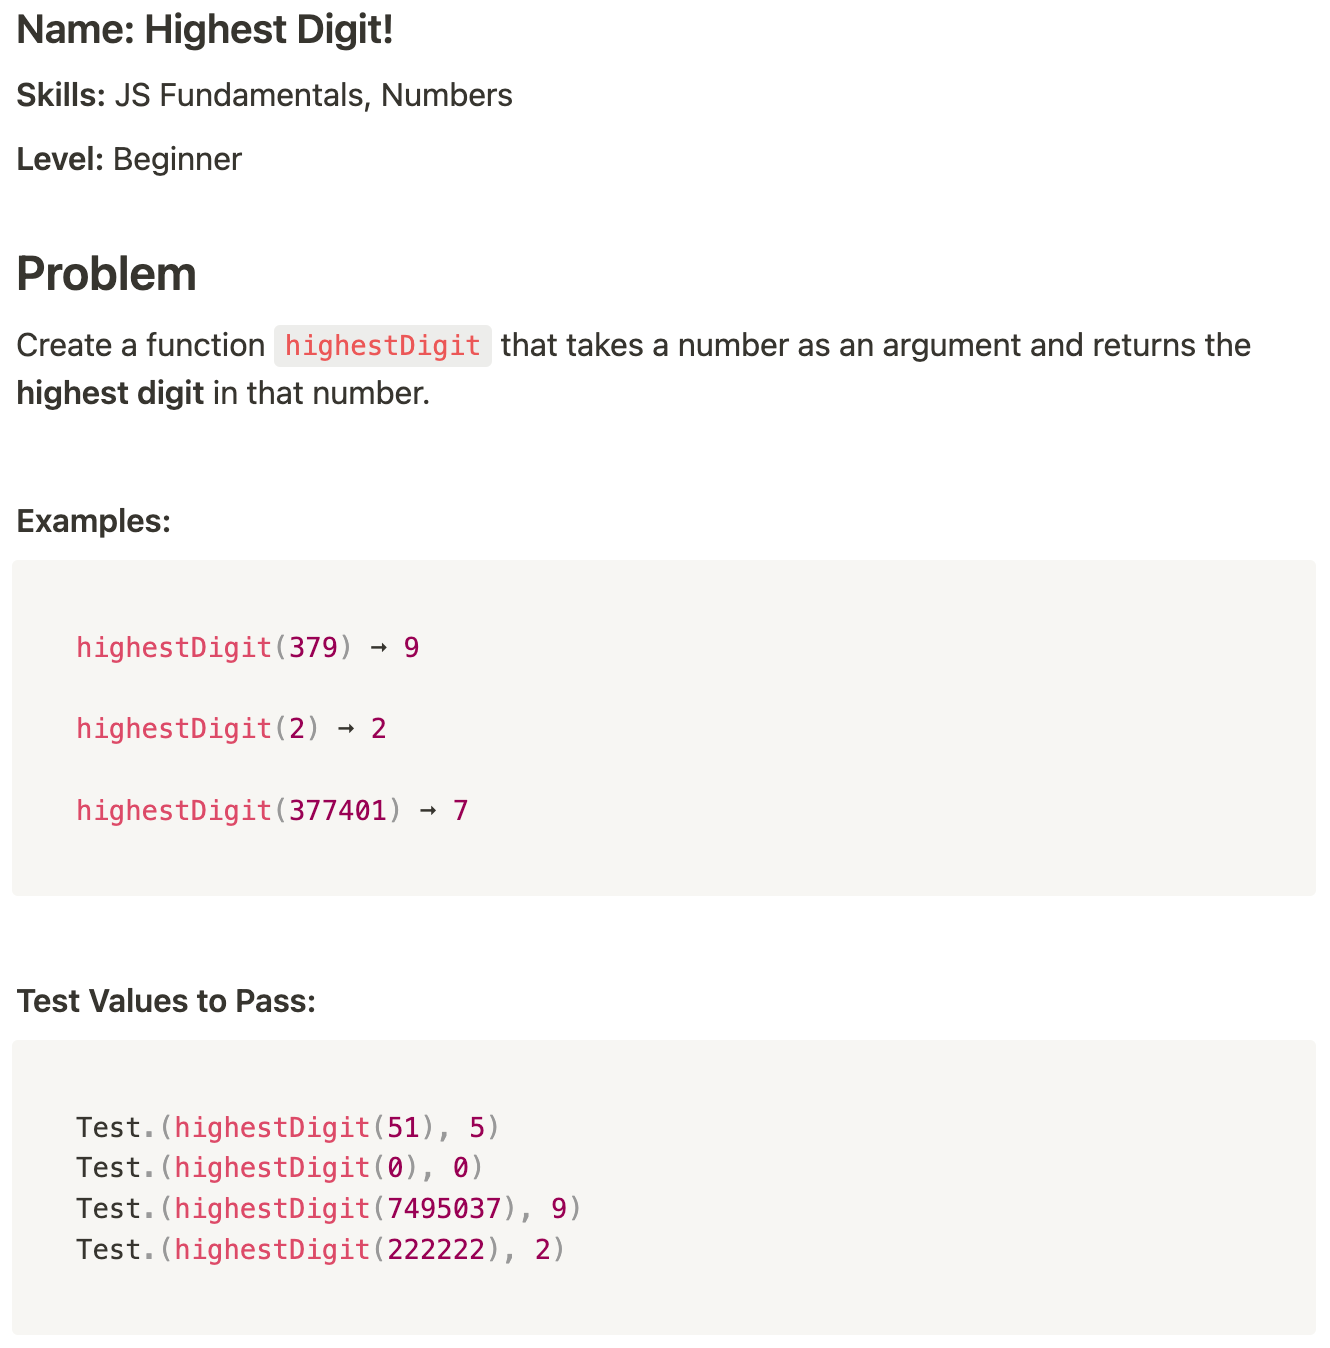 Name: Highest Digit!
Skills: JS Fundamentals, Numbers
Level: Beginner
Problem
Create a function highestDigit that takes a number as an argument and returns the
highest digit in that number.
Examples:
highestDigit(379) → 9
highestDigit(2) → 2
highestDigit(377401) → 7
Test Values to Pass:
Test.(highestDigit(51), 5)
Test.(highestDigit(0), 0)
Test.(highestDigit(7495037), 9)
Test.(highestDigit(222222), 2)